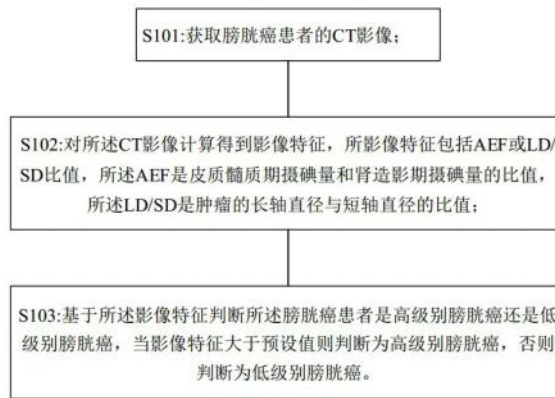 S101:获取膀胱癌患者的CT影像;
S102:对所述CT影像计算得到影像特征，所影像特征包括AEF或LD/
SD比值，所述AEF是皮质髓质期摄碘量和肾造影期摄碘量的比值，
所述LD/SD是肿瘤的长轴直径与短轴直径的比值;
S103:基于所述影像特征判断所述膀胱癌患者是高级别膀胱癌还是低
级别膀胱癌，当影像特征大于预设值则判断为高级别膀胱癌，否则
判断为低级别膀胱癌。